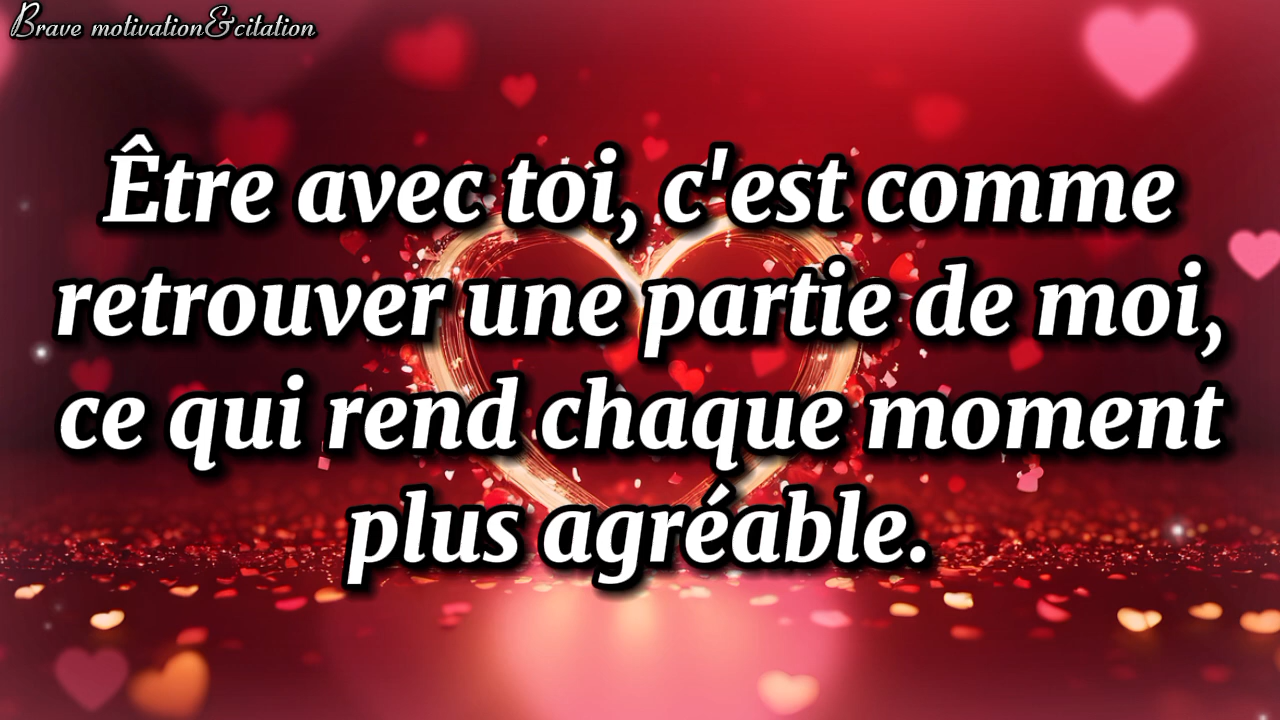 Brave motivation&citation
Être avec toi, c'est comme
retrouver une partie de moi,
ce qui rend chaque moment
plus agréable.